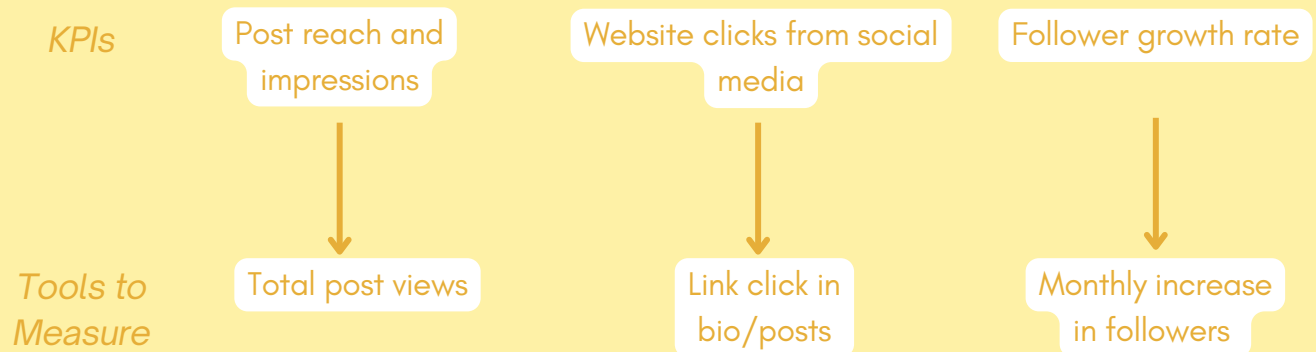 KPIs
Post reach and
impressions
Website clicks from social
media
Follower growth rate
Tools to
Measure
Total post views
Link click in
bio/posts
Monthly increase
in followers